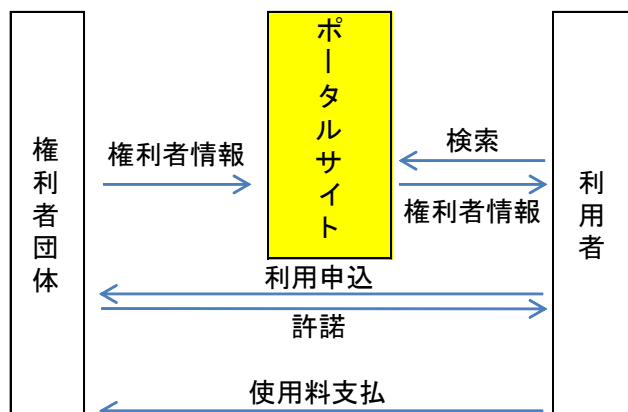 ポータルサイト
権利者団体
権利者情報
検索
権利者情報
利用者
利用申込
許諾
使用料支払